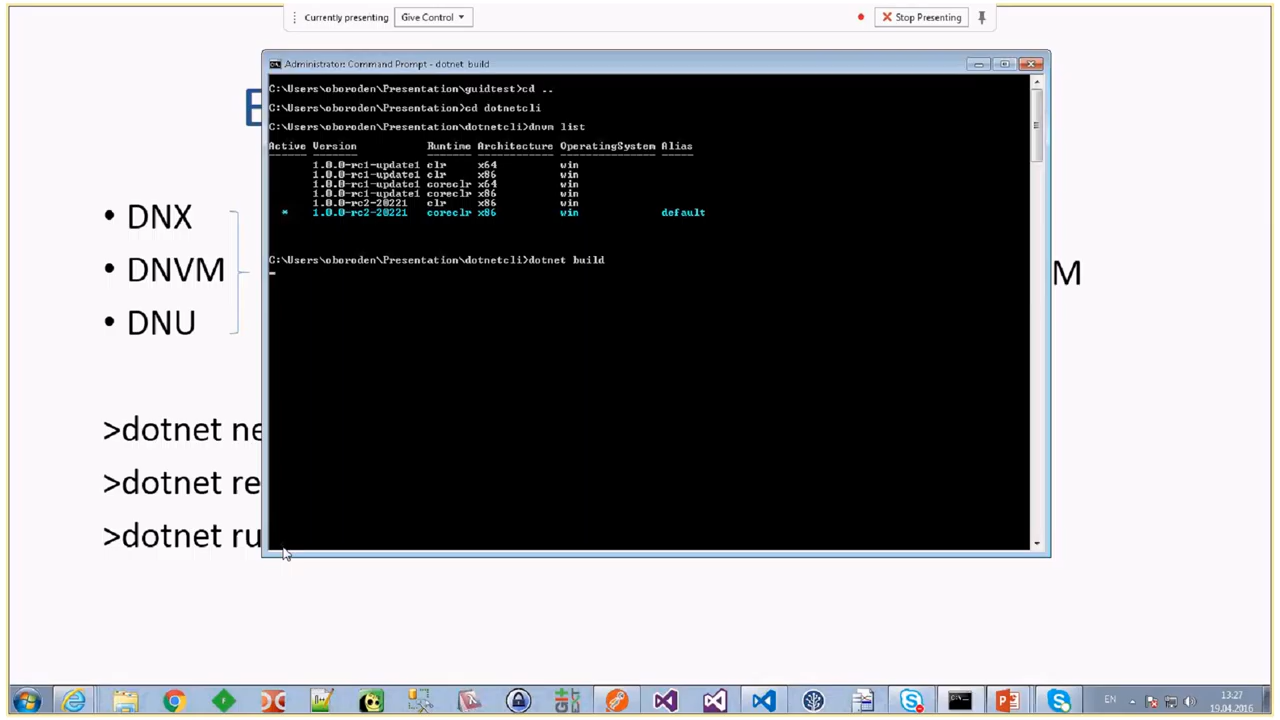 Currently presenting
Give Control
Stop Presenting
Administrator: Command Prompt - dotnet build
C:\Users\oboroden\Presentation\guidtest>cd ..
C:\Users\oboroden\Presentation>cd dotnetcli
C:\Users\oboroden\Presentation\dotnetcli>dnvm list
Active Version Runtime Architecture OperatingSystem Alias
1.0.0-rc1-update1 clr x64 win
1.0.0-rc1-update1 clr x86 win
1.0.0-rc1-update1 coreclr x64 win
1.0.0-rc1-update1 coreclr x86 win
1.0.0-rc2-20221 clr x86 win
* 1.0.0-rc2-20221 coreclr x86 win default
C:\Users\oboroden\Presentation\dotnetcli>dotnet build
• DNX
• DNVM
• DNU
M
>dotnet ne
>dotnet re
>dotnet ru
EN
13.27
19.04.2016